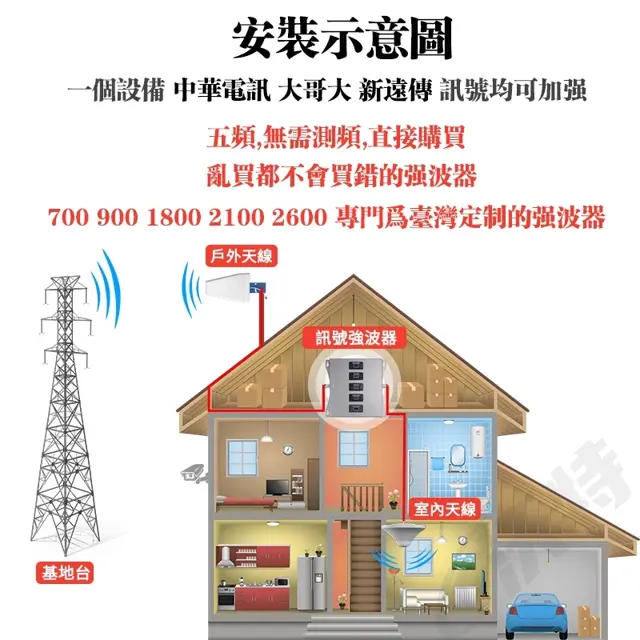 安裝示意圖
一個設備 中華電訊 大哥大 新遠傳 訊號均可加强
五頻,無需測頻,直接購買
亂買都不會買錯的强波器
700 900 1800 2100 2600 專門爲臺灣定制的强波器
戶外天線
訊號強波器
室內天線
基地台
特